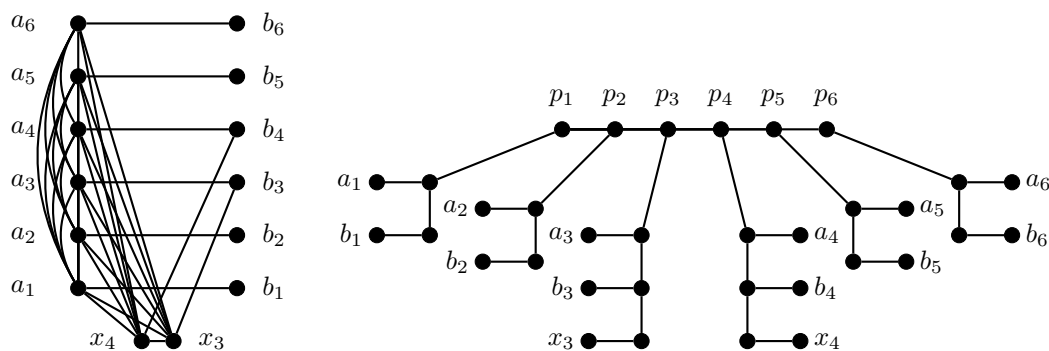 a₆ b₆
a₅ b₅
a₄ b₄
a₃ b₃
a₂ b₂
a₁ b₁
x₄ x₃
p₁ p₂ p₃ p₄ p₅ p₆
a₁ a₆
a₂ a₅
b₁ a₃ a₄ b₆
b₂ b₅
b₃ b₄
x₃ x₄